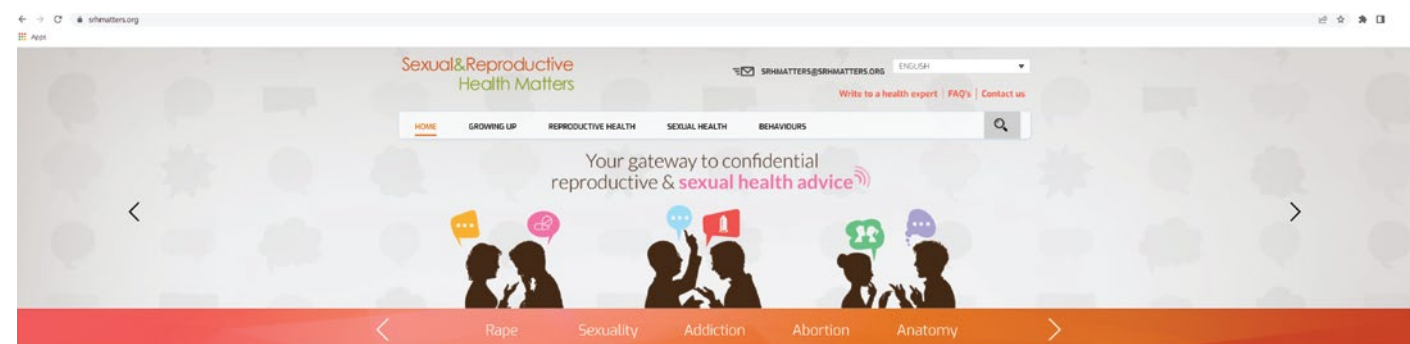 srhmatters.org
Apps
Sexual&Reproductive
Health Matters
SRHMATTERS@SRHMATTERS.ORG
ENGLISH
Write to a health expert | FAQ's | Contact us
HOME GROWING UP REPRODUCTIVE HEALTH SEXUAL HEALTH BEHAVIOURS
Your gateway to confidential
reproductive & sexual health advice
Rape Sexuality Addiction Abortion Anatomy